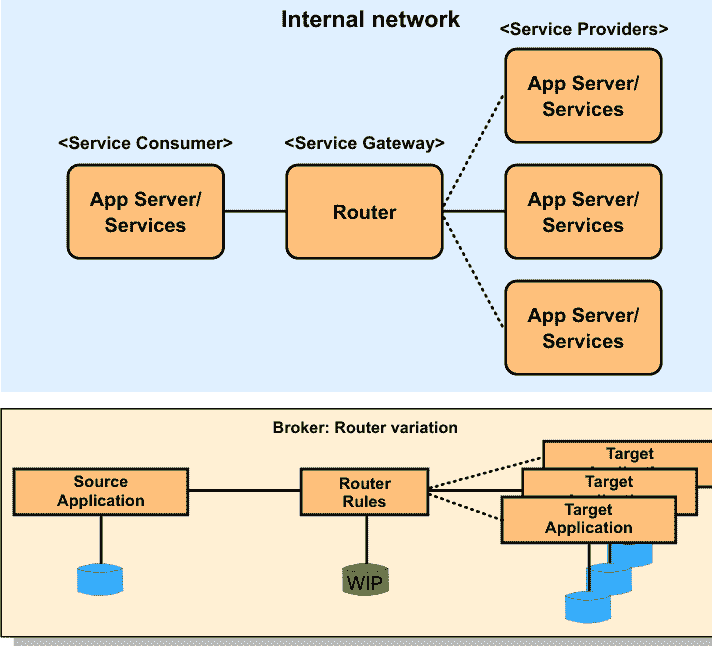 Internal network
<Service Providers>
App Server/
Services
<Service Consumer>
<Service Gateway>
App Server/
Services
Router
App Server/
Services
App Server/
Services
Broker: Router variation
Target
Source
Application
Router
Rules
Target
Target
Application
WIP